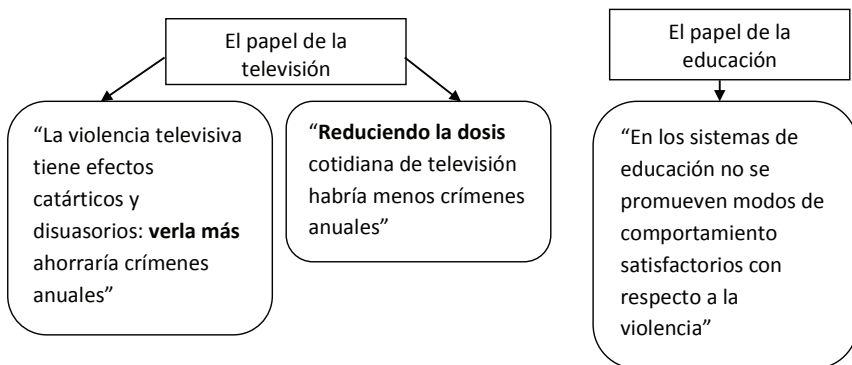 El papel de la
televisión
"La violencia televisiva
tiene efectos
catárticos y
disuasorios: verla más
ahorraría crímenes
anuales"
"Reduciendo la dosis
cotidiana de televisión
habría menos crímenes
anuales"
El papel de la
educación
"En los sistemas de
educación no se
promueven modos de
comportamiento
satisfactorios con
respecto a la
violencia"